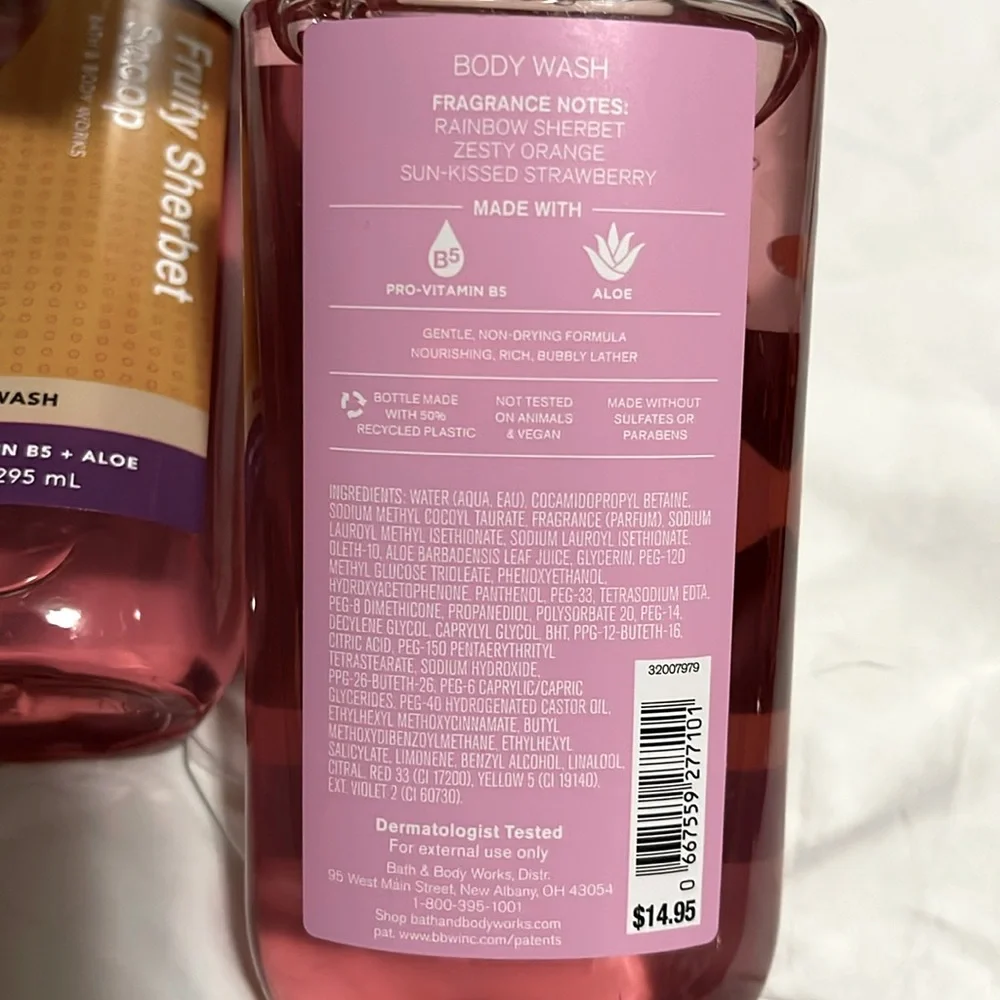 Fruity Sherbet
Scoop
BATH & BODY WORKS
WASH
N B5 + ALOE
295 mL
BODY WASH
FRAGRANCE NOTES:
RAINBOW SHERBET
ZESTY ORANGE
SUN-KISSED STRAWBERRY
MADE WITH
B5
PRO-VITAMIN B5
ALOE
GENTLE, NON-DRYING FORMULA
NOURISHING, RICH, BUBBLY LATHER
BOTTLE MADE
WITH 50%
RECYCLED PLASTIC
NOT TESTED
ON ANIMALS
& VEGAN
MADE WITHOUT
SULFATES OR
PARABENS
INGREDIENTS: WATER (AQUA, EAU), COCAMIDOPROPYL BETAINE,
SODIUM METHYL COCOYL TAURATE, FRAGRANCE (PARFUM), SODIUM
LAUROYL METHYL ISETHIONATE, SODIUM LAUROYL ISETHIONATE,
OLETH-10, ALOE BARBADENSIS LEAF JUICE, GLYCERIN, PEG-120
METHYL GLUCOSE TRIOLEATE, PHENOXYETHANOL,
HYDROXYACETOPHENONE, PANTHENOL, PEG-33, TETRASODIUM EDTA,
PEG-8 DIMETHICONE, PROPANEDIOL, POLYSORBATE 20, PEG-14,
DECYLENE GLYCOL, CAPRYLYL GLYCOL, BHT, PPG-12-BUTETH-16,
CITRIC ACID, PEG-150 PENTAERYTHRITYL
TETRASTEARATE, SODIUM HYDROXIDE,
PPG-26-BUTETH-26, PEG-6 CAPRYLIC/CAPRIC
GLYCERIDES, PEG-40 HYDROGENATED CASTOR OIL,
ETHYLHEXYL METHOXYCINNAMATE, BUTYL
METHOXYDIBENZOYLMETHANE, ETHYLHEXYL
SALICYLATE, LIMONENE, BENZYL ALCOHOL, LINALOOL,
CITRAL, RED 33 (CI 17200), YELLOW 5 (CI 19140),
EXT. VIOLET 2 (CI 60730).
Dermatologist Tested
For external use only
Bath & Body Works, Distr.
95 West Main Street, New Albany, OH 43054
1-800-395-1001
Shop bathandbodyworks.com
pat. www.bbwinc.com/patents
32007979
0 667559 277101
$14.95